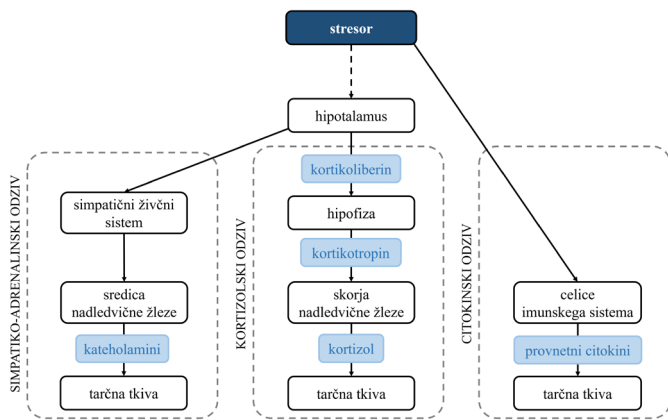 stresor
hipotalamus
SIMPATIKO-ADRENALINSKI ODZIV
simpatični živčni
sistem
sredica
nadledvične žleze
kateholamini
tarčna tkiva
KORTIZOLSKI ODZIV
kortikoliberin
hipofiza
kortikotropin
skorja
nadledvične žleze
kortizol
tarčna tkiva
CITOKINSKI ODZIV
celice
imunskega sistema
provnetni citokini
tarčna tkiva